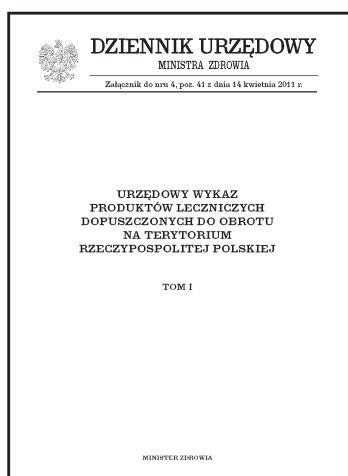 DZIENNIK URZĘDOWY
MINISTRA ZDROWIA
Załącznik do nru 4, poz. 41 z dnia 14 kwietnia 2011 r.
URZĘDOWY WYKAZ
PRODUKTÓW LECZNICZYCH
DOPUSZCZONYCH DO OBROTU
NA TERYTORIUM
RZECZYPOSPOLITEJ POLSKIEJ
TOM I
MINISTER ZDROWIA